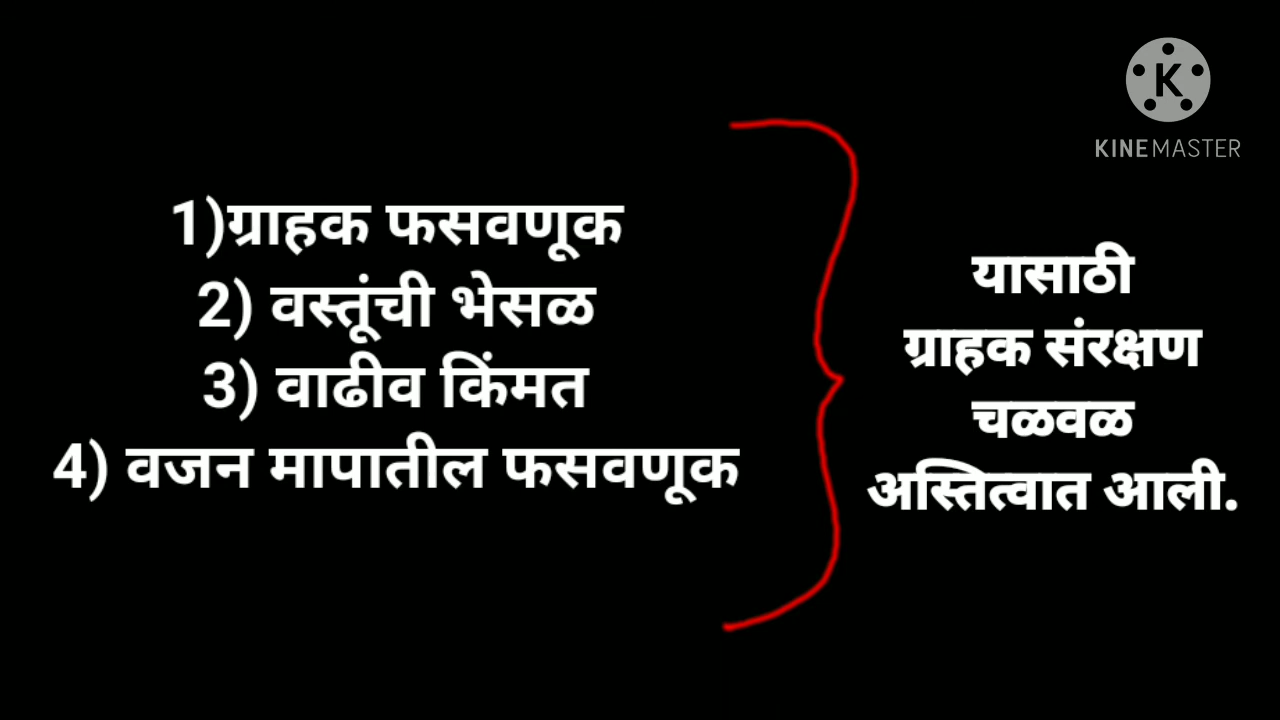 KINEMASTER
1)ग्राहक फसवणूक
2) वस्तूंची भेसळ
3) वाढीव किंमत
4) वजन मापातील फसवणूक
यासाठी
ग्राहक संरक्षण
चळवळ
अस्तित्वात आली.